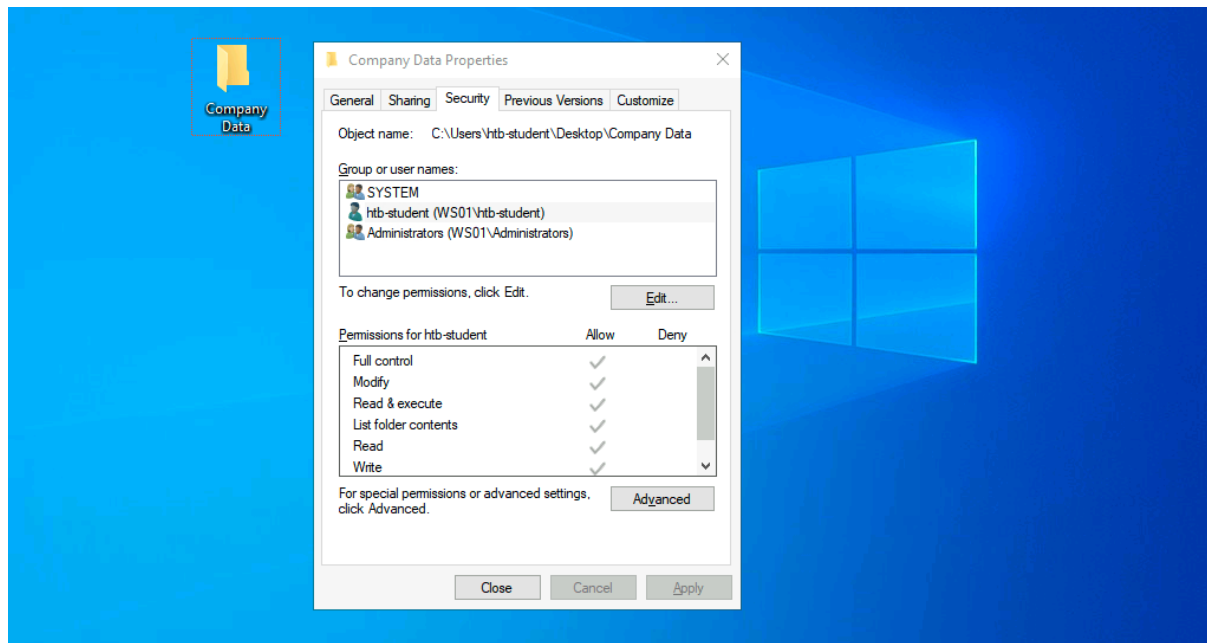 Company
Data
Company Data Properties
General Sharing Security Previous Versions Customize
Object name: C:\Users\htb-student\Desktop\Company Data
Group or user names:
SYSTEM
htb-student (WS01\htb-student)
Administrators (WS01\Administrators)
To change permissions, click Edit.
Edit...
Permissions for htb-student Allow Deny
Full control
Modify
Read & execute
List folder contents
Read
Write
For special permissions or advanced settings,
click Advanced.
Advanced
Close Cancel Apply